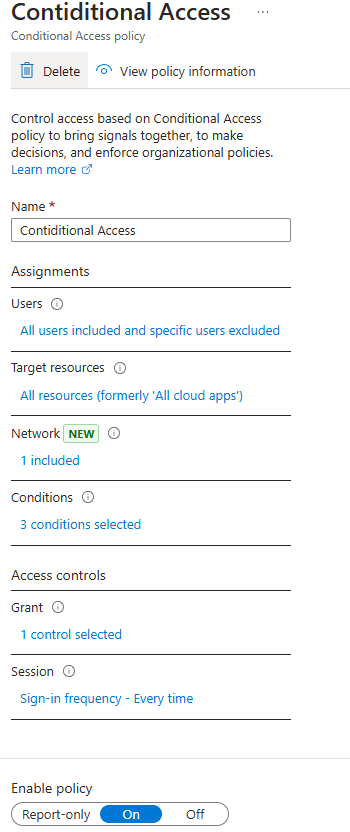 Contiditional Access ...
Conditional Access policy
Delete View policy information
Control access based on Conditional Access
policy to bring signals together, to make
decisions, and enforce organizational policies.
Learn more
Name *
Contiditional Access
Assignments
Users
All users included and specific users excluded
Target resources
All resources (formerly 'All cloud apps')
Network NEW
1 included
Conditions
3 conditions selected
Access controls
Grant
1 control selected
Session
Sign-in frequency - Every time
Enable policy
Report-only On Off